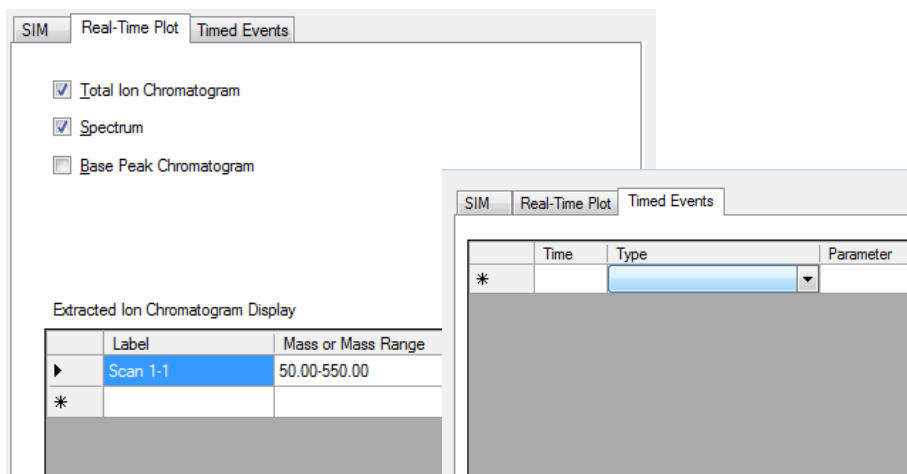 SIM Real-Time Plot Timed Events
Total Ion Chromatogram
Spectrum
Base Peak Chromatogram
Extracted Ion Chromatogram Display
Label Mass or Mass Range
Scan 1-1 50.00-550.00
SIM Real-Time Plot Timed Events
Time Type Parameter